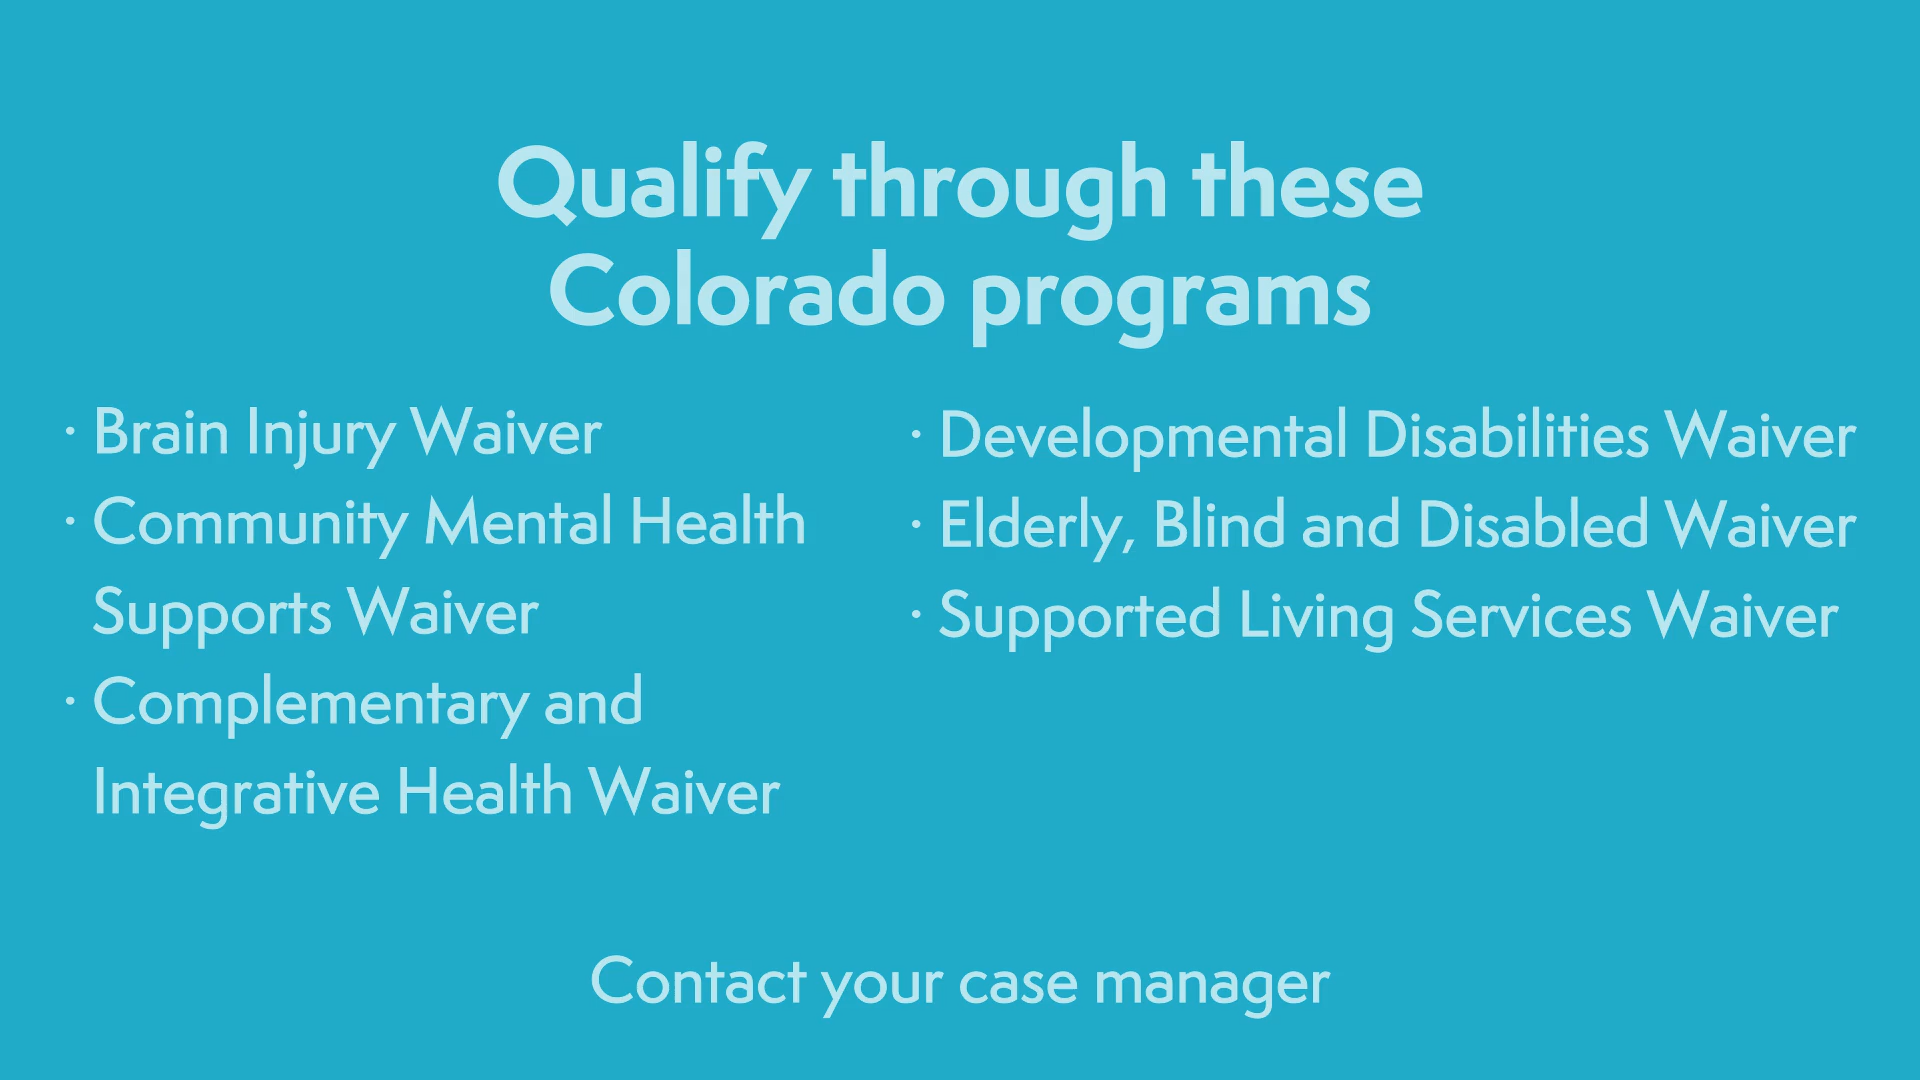 Qualify through these
Colorado programs
· Brain Injury Waiver
· Community Mental Health
Supports Waiver
· Complementary and
Integrative Health Waiver
· Developmental Disabilities Waiver
· Elderly, Blind and Disabled Waiver
· Supported Living Services Waiver
Contact your case manager